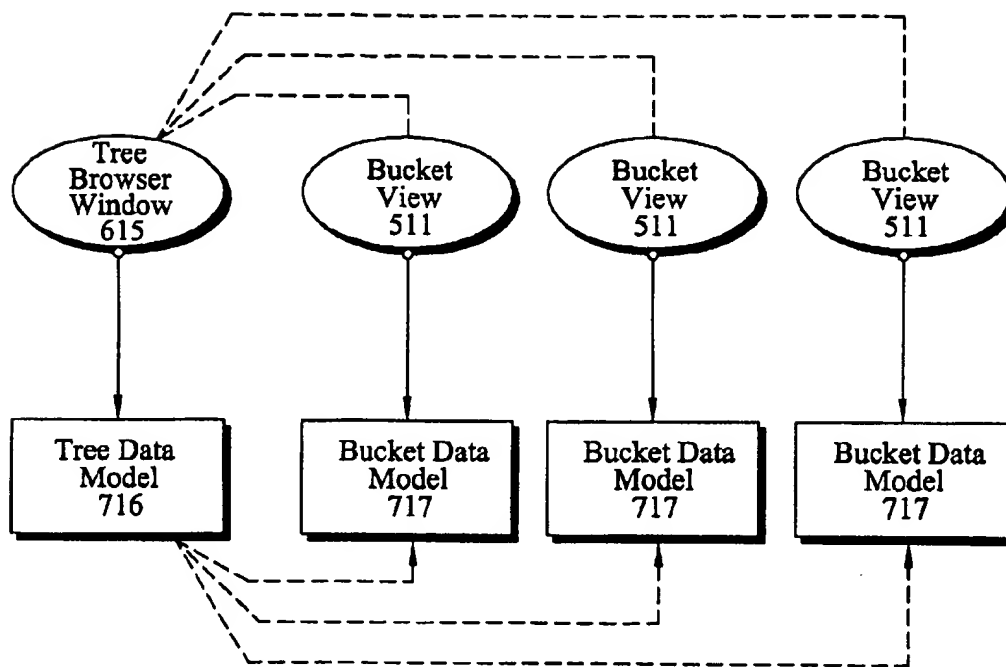 Tree
Browser
Window
615
Bucket
View
511
Bucket
View
511
Bucket
View
511
Tree Data
Model
716
Bucket Data
Model
717
Bucket Data
Model
717
Bucket Data
Model
717